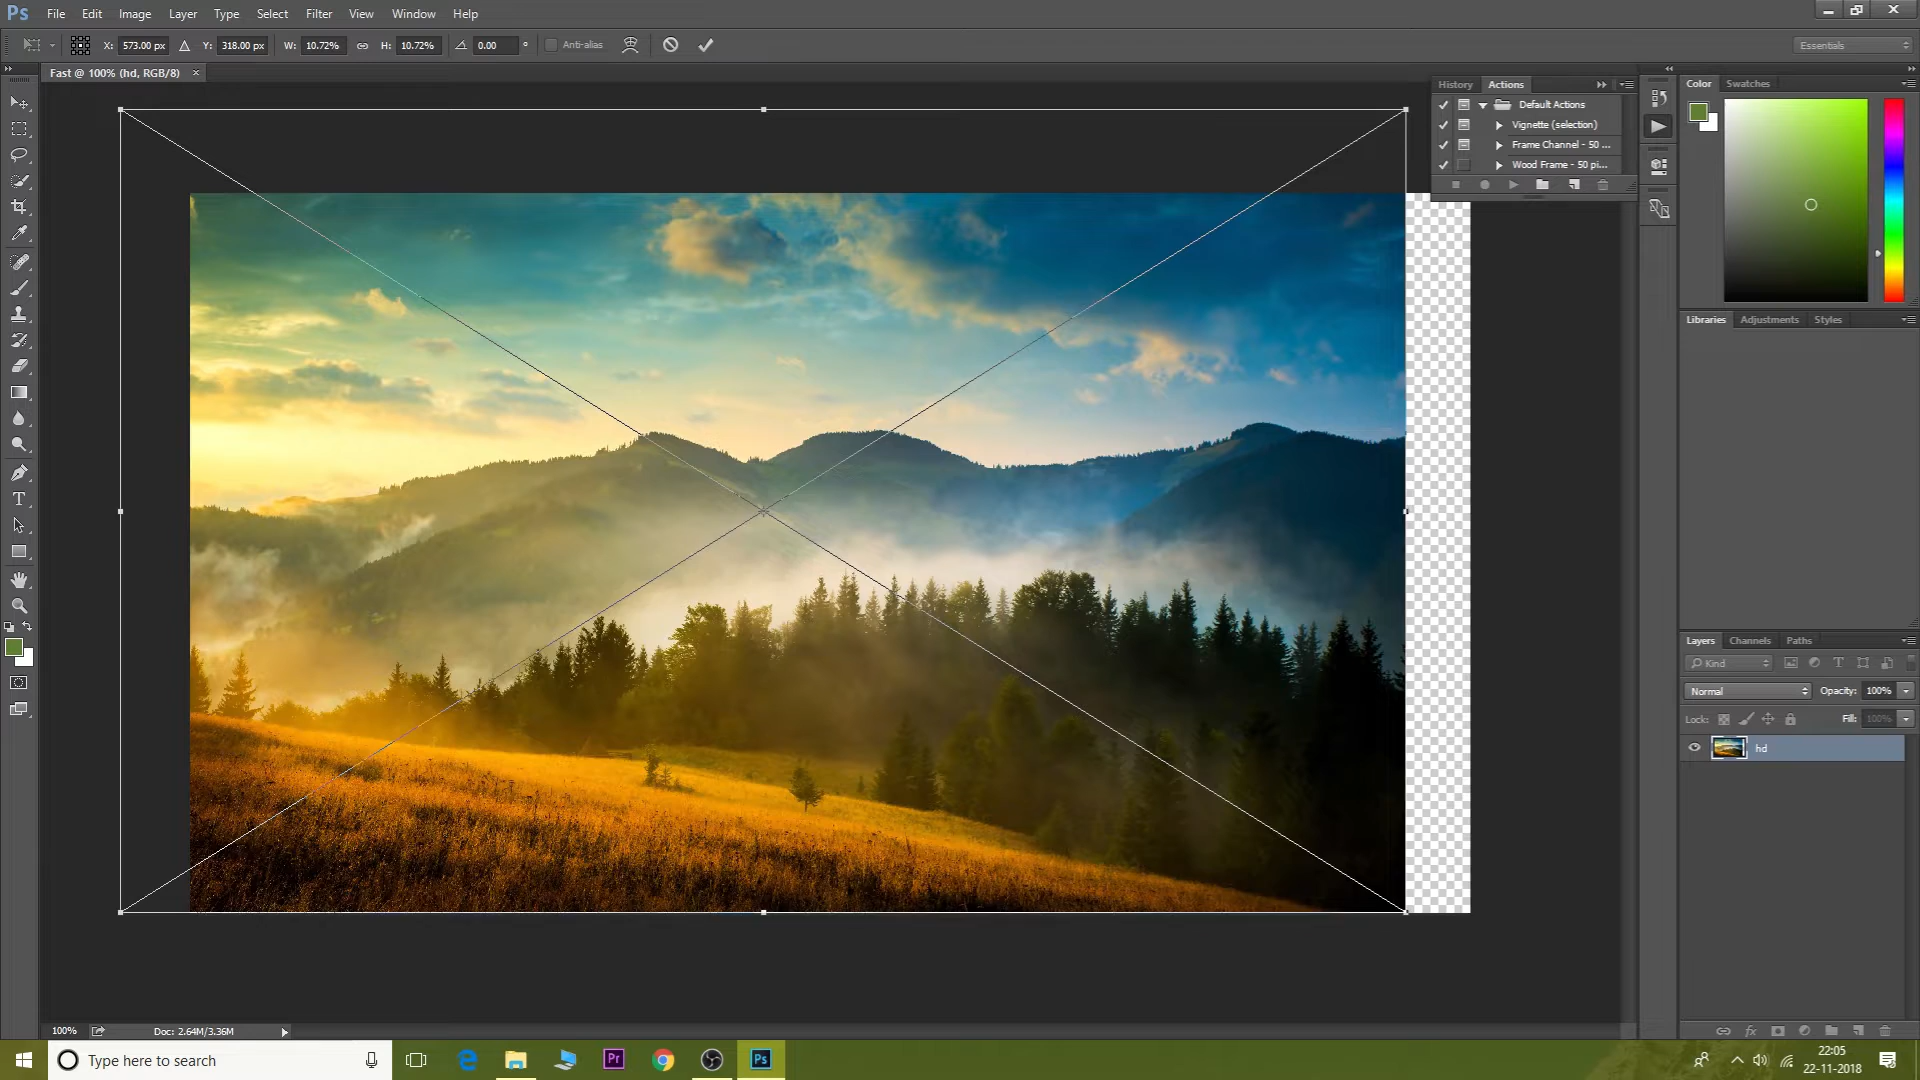 Ps File Edit Image Layer Type Select Filter View Window Help
X: 573.00 px Y: 318.00 px W: 10.72% H: 10.72% 0.00 ° Anti-alias Essentials
Fast @ 100% (hd, RGB/8) ×
History Actions
Default Actions
Vignette (selection)
Frame Channel - 50 ...
Wood Frame - 50 pi...
Color Swatches
Libraries Adjustments Styles
Layers Channels Paths
Kind
Normal Opacity: 100%
Lock: Fill: 100%
hd
100% Doc: 2.64M/3.36M
Type here to search
Pr
Ps
22:05
22-11-2018